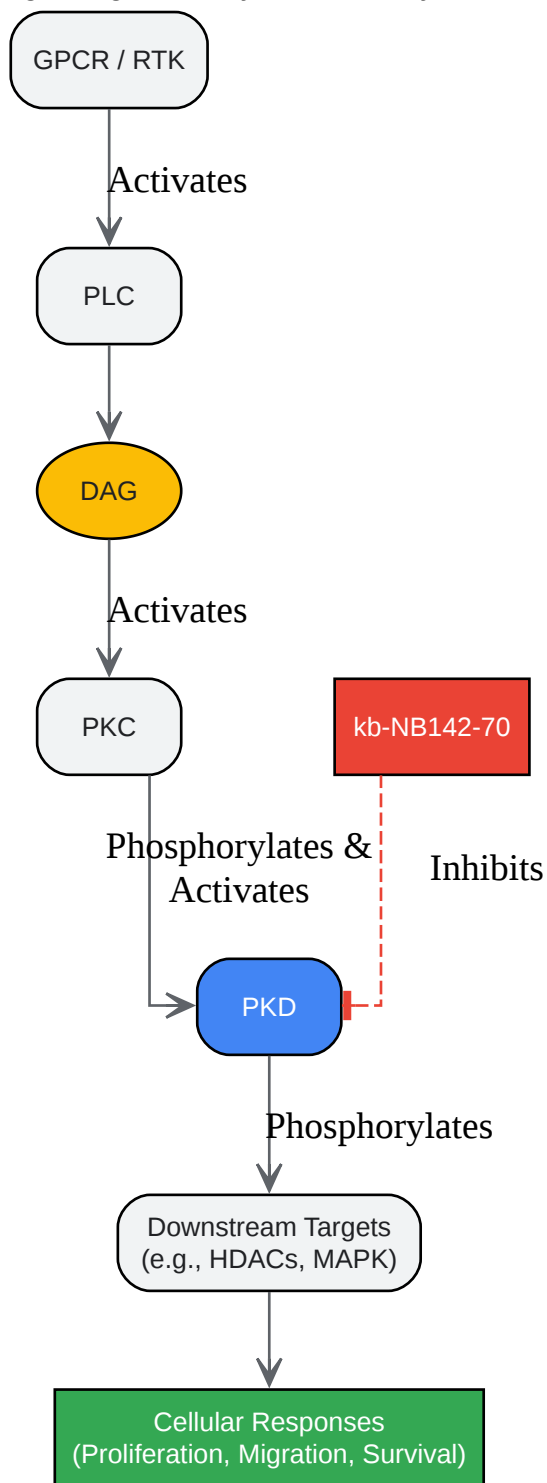 GPCR / RTK
Activates
PLC
DAG
Activates
PKC
kb-NB142-70
Phosphorylates &
Activates
Inhibits
PKD
Phosphorylates
Downstream Targets
(e.g., HDACs, MAPK)
Cellular Responses
(Proliferation, Migration, Survival)